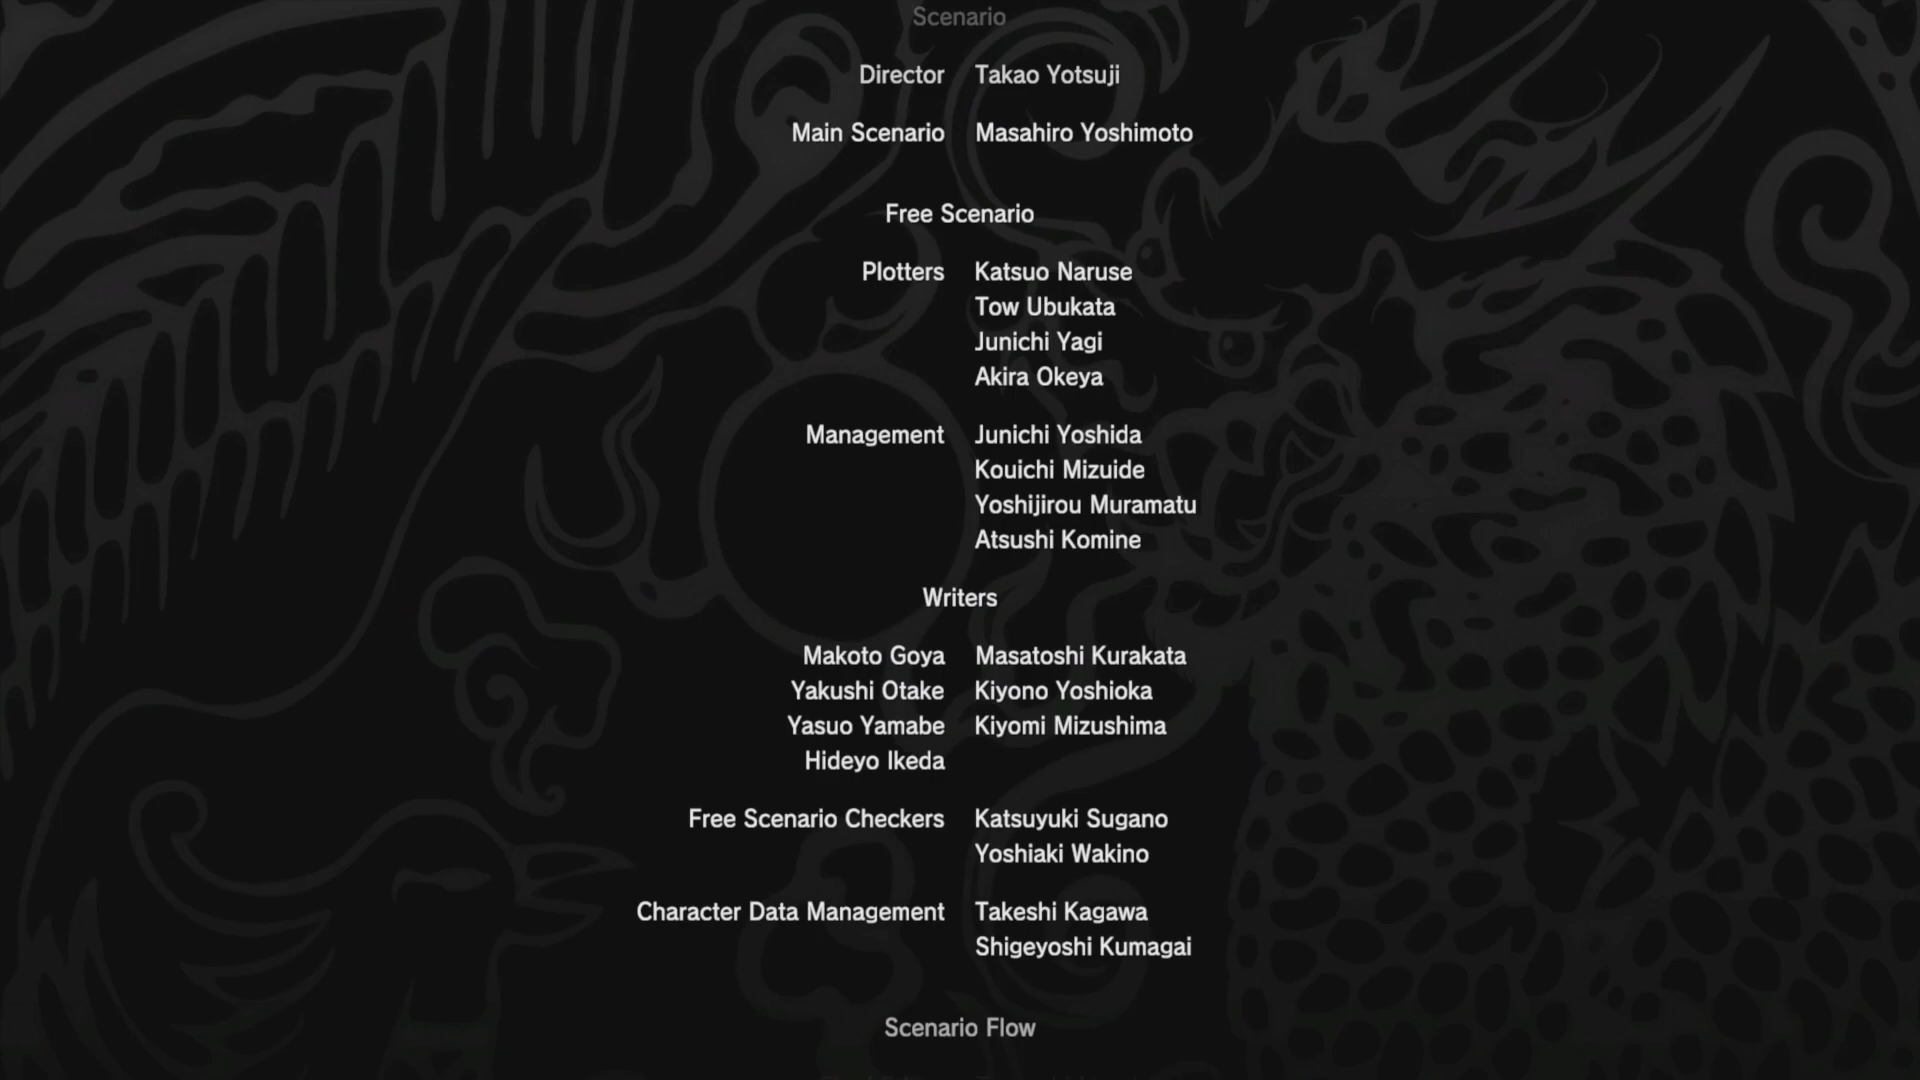 Scenario
Director Takao Yotsuji
Main Scenario Masahiro Yoshimoto
Free Scenario
Plotters Katsuo Naruse
Tow Ubukata
Junichi Yagi
Akira Okeya
Management Junichi Yoshida
Kouichi Mizuide
Yoshijirou Muramatu
Atsushi Komine
Writers
Makoto Goya Masatoshi Kurakata
Yakushi Otake Kiyono Yoshioka
Yasuo Yamabe Kiyomi Mizushima
Hideyo Ikeda
Free Scenario Checkers Katsuyuki Sugano
Yoshiaki Wakino
Character Data Management Takeshi Kagawa
Shigeyoshi Kumagai
Scenario Flow